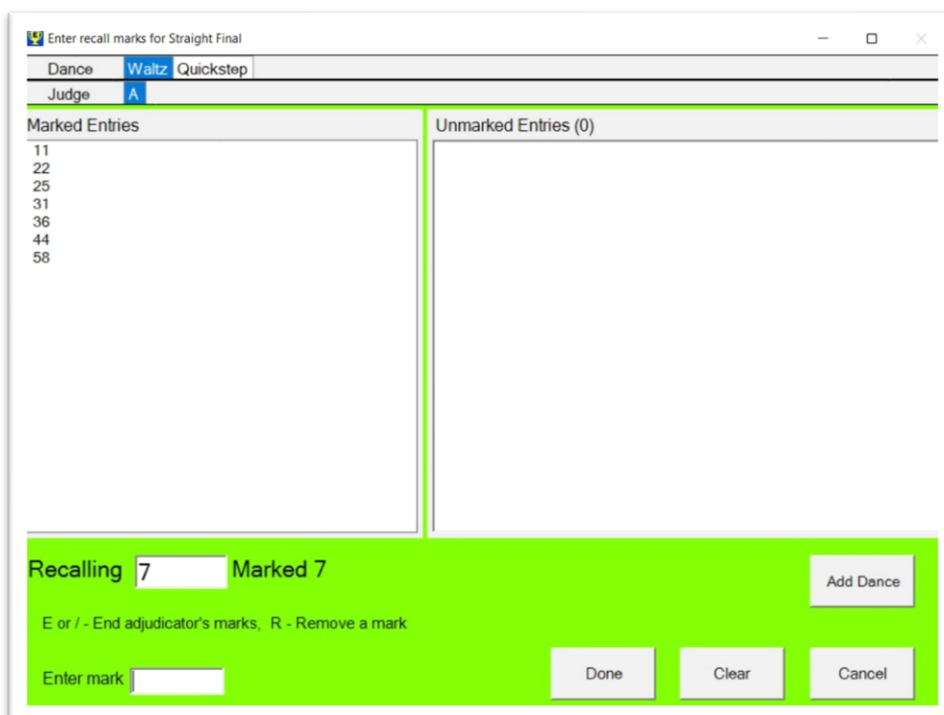 Enter recall marks for Straight Final
Dance Waltz Quickstep
Judge A
Marked Entries
Unmarked Entries (0)
11
22
25
31
36
44
58
Recalling 7 Marked 7
Add Dance
E or / - End adjudicator's marks, R - Remove a mark
Enter mark
Done Clear Cancel